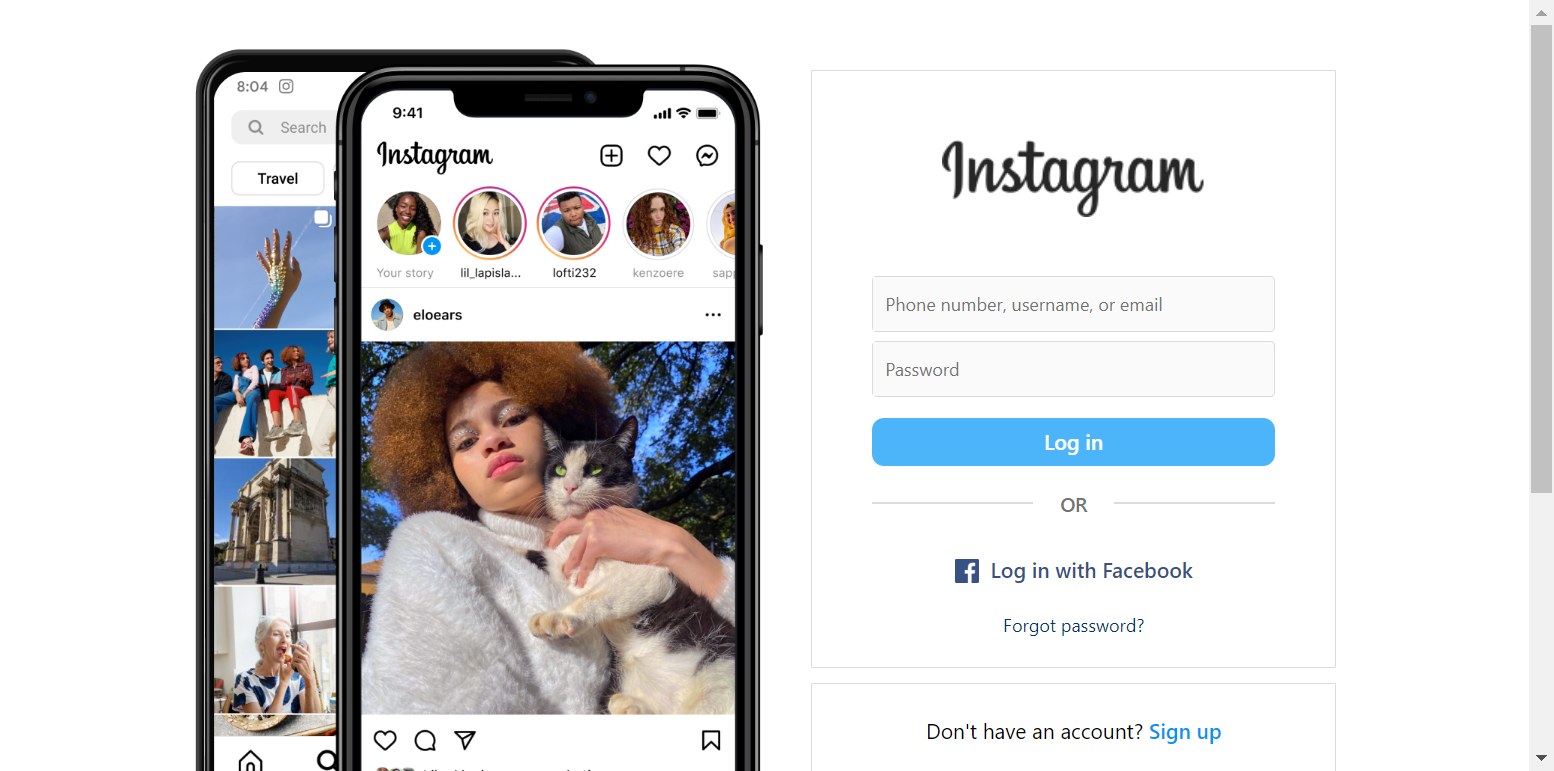 8:04
Search
Travel
9:41
Instagram
Your story
lil_lapisla...
lofti232
kenzoere
sapp
eloears
Instagram
Phone number, username, or email
Password
Log in
OR
Log in with Facebook
Forgot password?
Don't have an account? Sign up